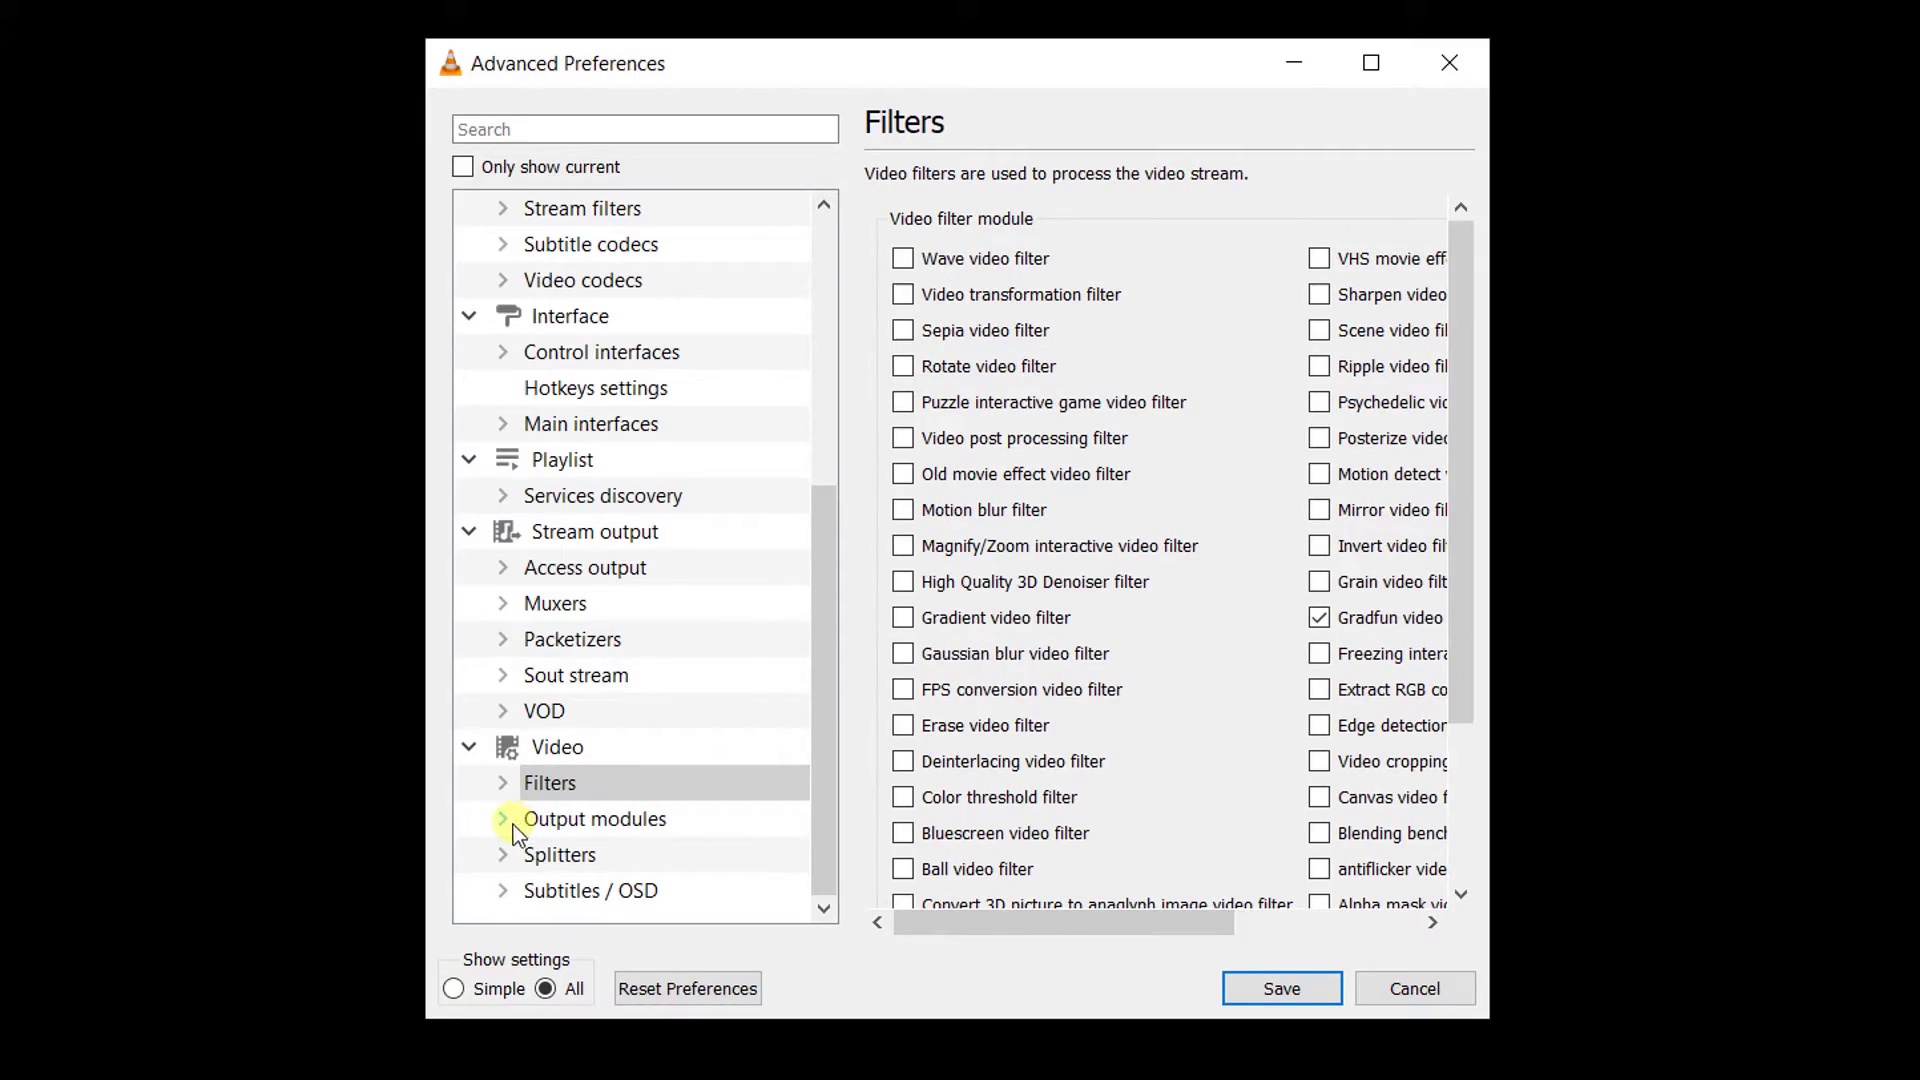 Advanced Preferences
Search
Only show current
Stream filters
Subtitle codecs
Video codecs
Interface
Control interfaces
Hotkeys settings
Main interfaces
Playlist
Services discovery
Stream output
Access output
Muxers
Packetizers
Sout stream
VOD
Video
Filters
Output modules
Splitters
Subtitles / OSD
Show settings
Simple
All
Reset Preferences
Filters
Video filters are used to process the video stream.
Video filter module
Wave video filter
VHS movie eff
Video transformation filter
Sharpen video
Sepia video filter
Scene video fil
Rotate video filter
Ripple video fil
Puzzle interactive game video filter
Psychedelic vid
Video post processing filter
Posterize video
Old movie effect video filter
Motion detect
Motion blur filter
Mirror video fil
Magnify/Zoom interactive video filter
Invert video fil
High Quality 3D Denoiser filter
Grain video filt
Gradient video filter
Gradfun video
Gaussian blur video filter
Freezing intera
FPS conversion video filter
Extract RGB co
Erase video filter
Edge detection
Deinterlacing video filter
Video cropping
Color threshold filter
Canvas video f
Bluescreen video filter
Blending bench
Ball video filter
antiflicker vide
Convert 3D picture to anaglyph image video filter
Alpha mask vi
Save
Cancel